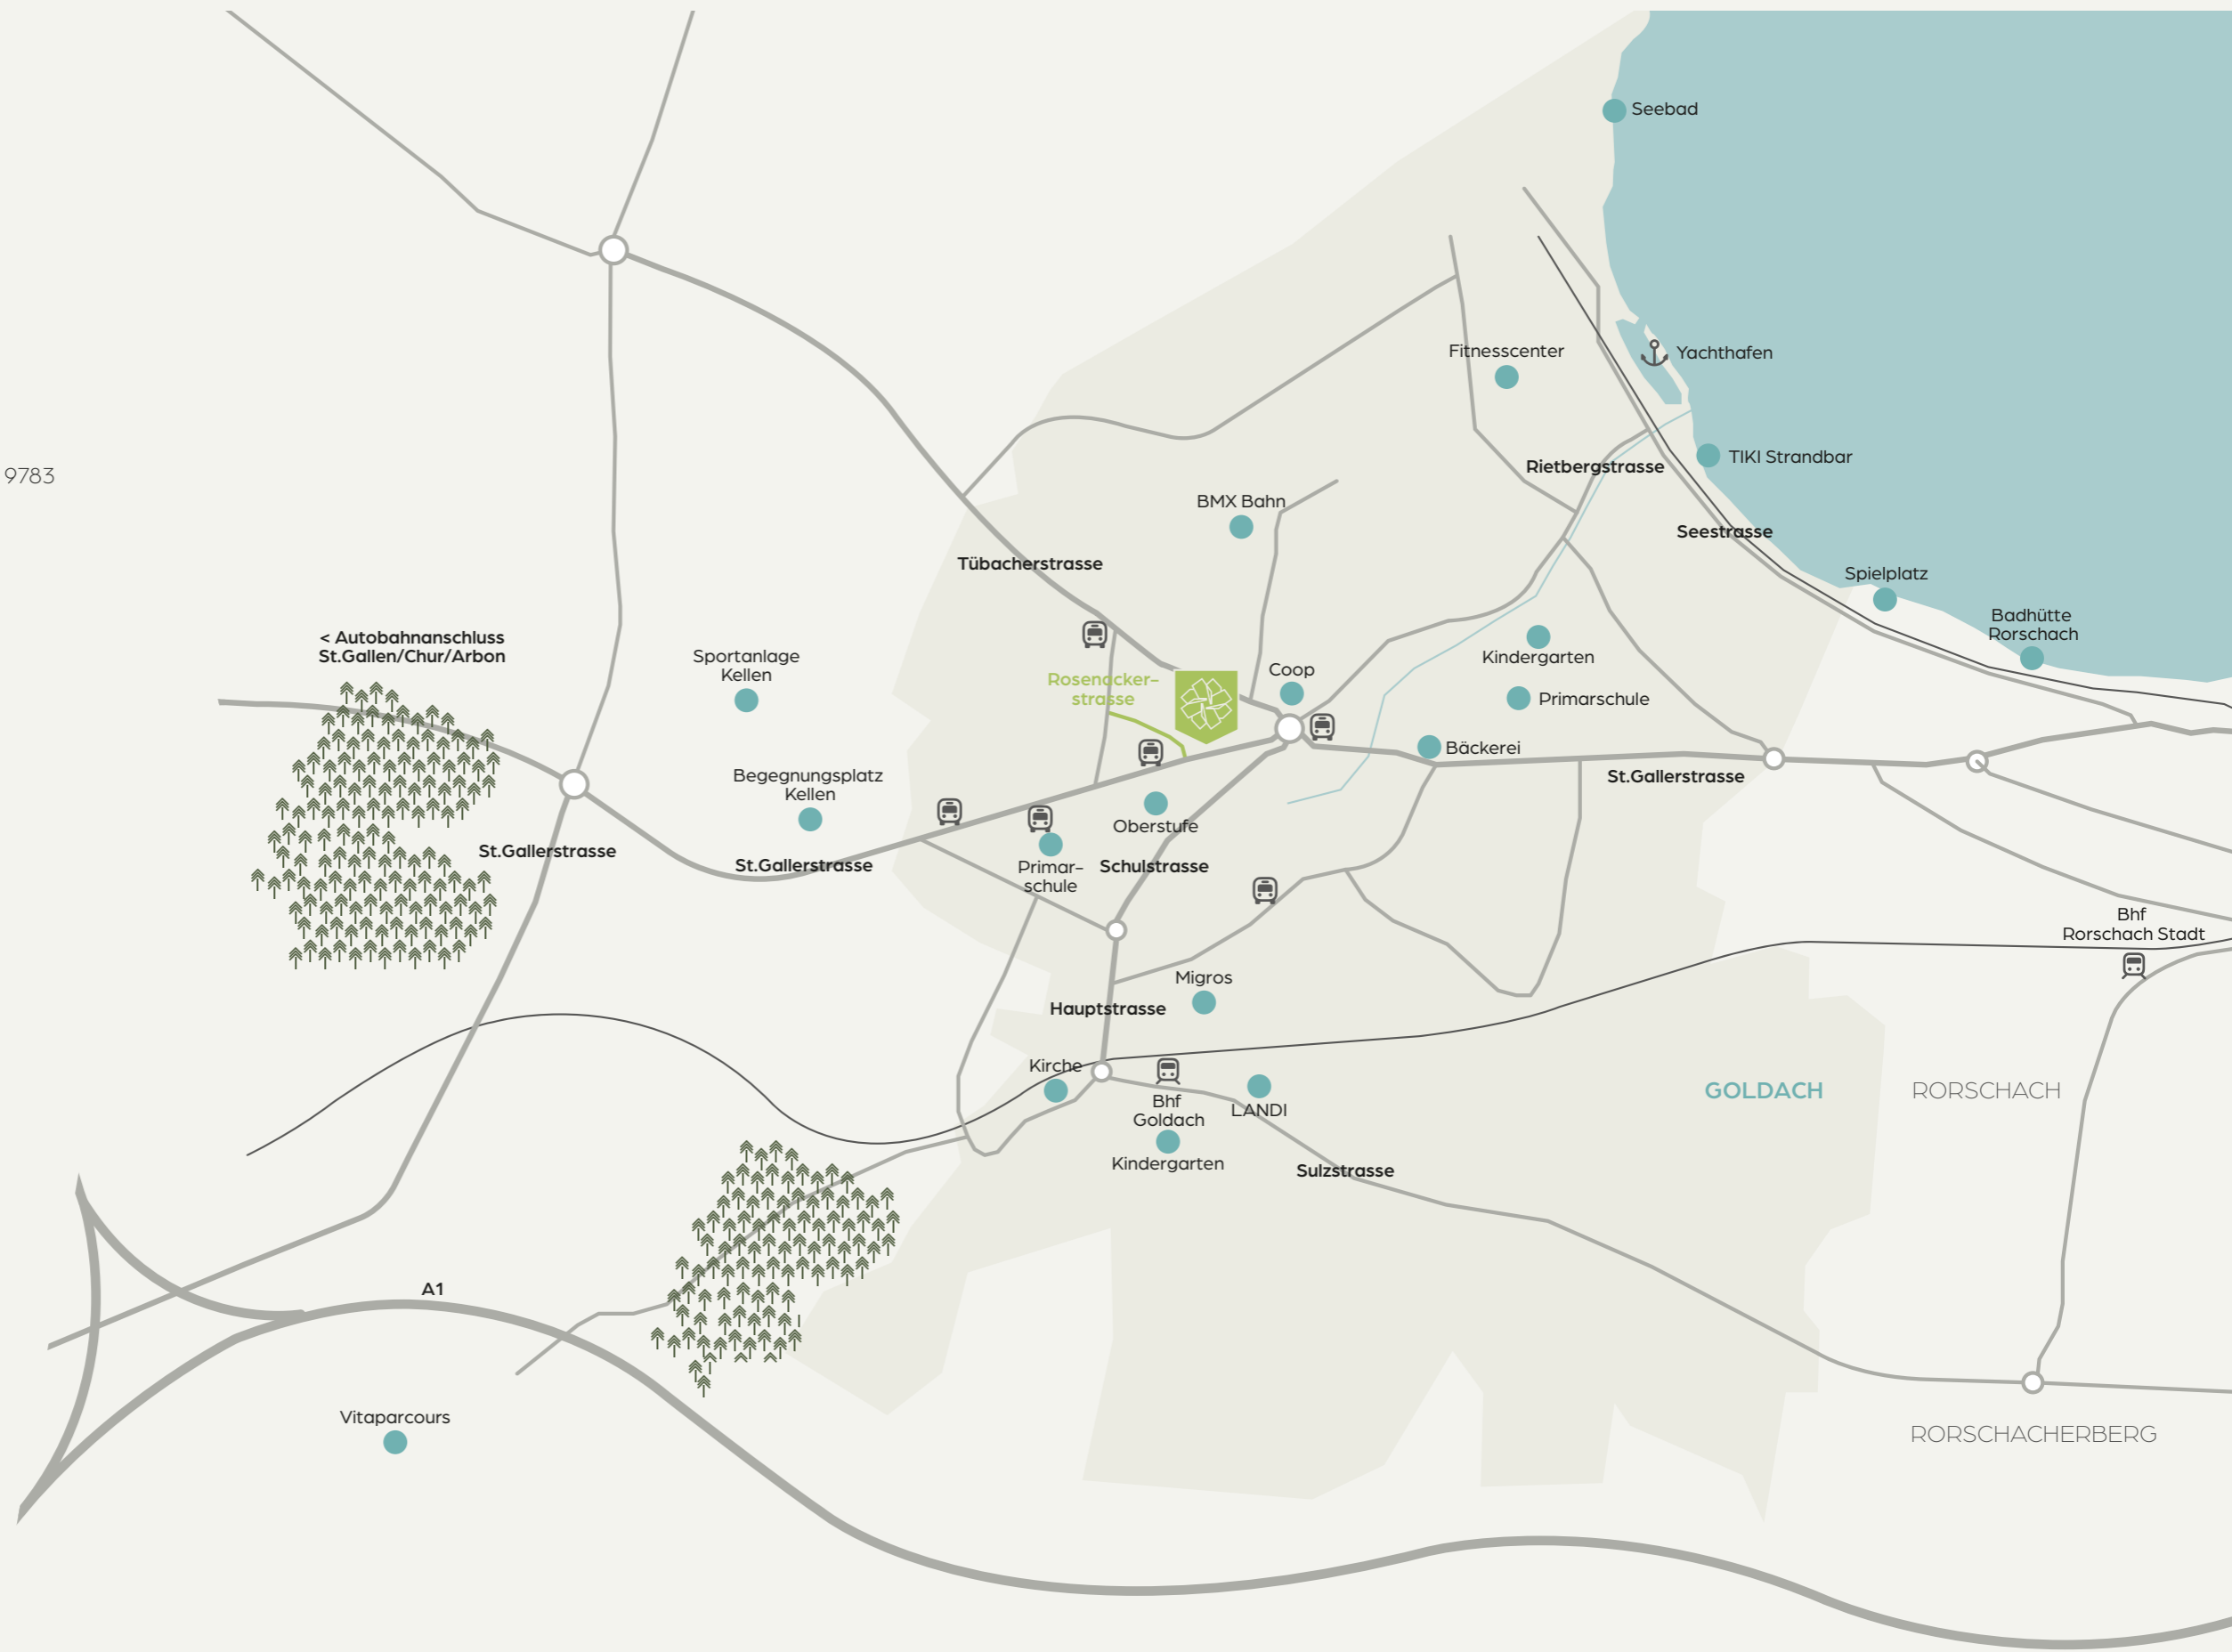 Seebad
Fitnesscenter
Yachthafen
TIKI Strandbar
Rietbergstrasse
9783
BMX Bahn
Seestrasse
Tübacherstrasse
Spielplatz
Badhütte
Rorschach
< Autobahnanschluss
St.Gallen/Chur/Arbon
Sportanlage
Kellen
Rosenacker-
strasse
Coop
Kindergarten
Primarschule
Bäckerei
St.Gallerstrasse
Begegnungsplatz
Kellen
Oberstufe
St.Gallerstrasse
St.Gallerstrasse
Primar-
schule
Schulstrasse
Bhf
Rorschach Stadt
Migros
Hauptstrasse
Kirche
Bhf
Goldach
LANDI
Kindergarten
Sulzstrasse
GOLDACH
RORSCHACH
A1
Vitaparcours
RORSCHACHERBERG